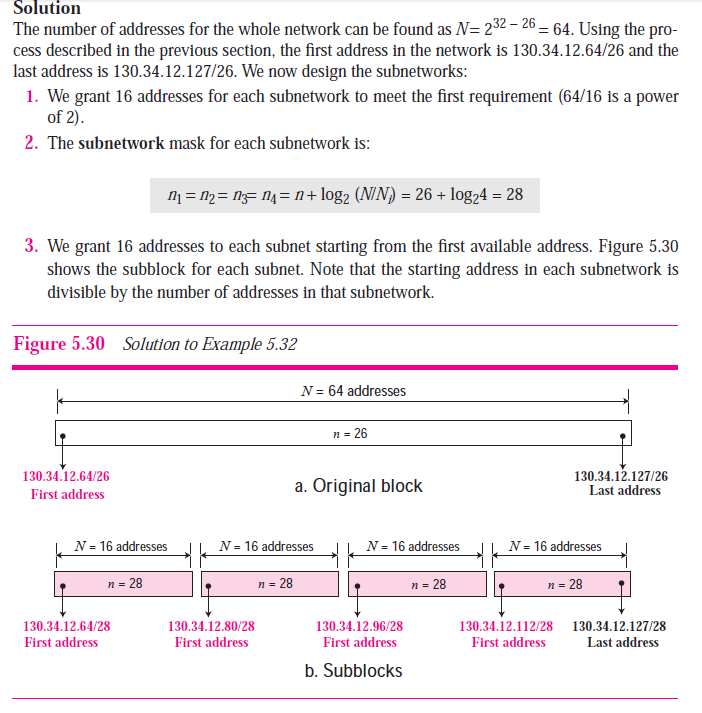 Solution
The number of addresses for the whole network can be found as N= 2³² ⁻ ²⁶ = 64. Using the pro-
cess described in the previous section, the first address in the network is 130.34.12.64/26 and the
last address is 130.34.12.127/26. We now design the subnetworks:
1. We grant 16 addresses for each subnetwork to meet the first requirement (64/16 is a power
of 2).
2. The subnetwork mask for each subnetwork is:
n₁ = n₂ = n₃= n₄ = n + log₂ (N/Nᵢ) = 26 + log₂4 = 28
3. We grant 16 addresses to each subnet starting from the first available address. Figure 5.30
shows the subblock for each subnet. Note that the starting address in each subnetwork is
divisible by the number of addresses in that subnetwork.
Figure 5.30 Solution to Example 5.32
N = 64 addresses
n = 26
130.34.12.64/26
First address
a. Original block
130.34.12.127/26
Last address
N = 16 addresses N = 16 addresses N = 16 addresses N = 16 addresses
n = 28 n = 28 n = 28 n = 28
130.34.12.64/28 130.34.12.80/28 130.34.12.96/28 130.34.12.112/28 130.34.12.127/28
First address First address First address First address Last address
b. Subblocks